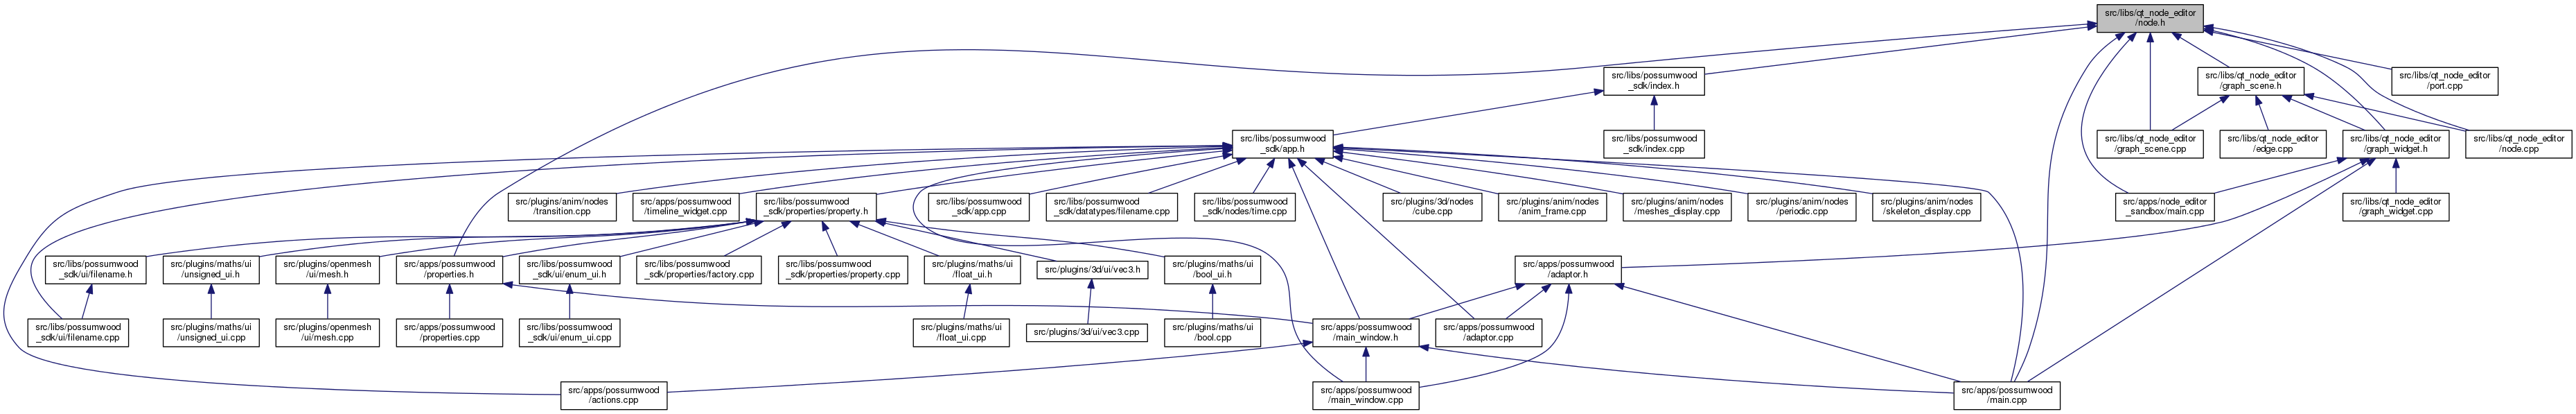 src/libs/qt_node_editor
/node.h
src/libs/possumwood
_sdk/index.h
src/libs/qt_node_editor
/graph_scene.h
src/libs/qt_node_editor
/port.cpp
src/libs/possumwood
_sdk/app.h
src/libs/possumwood
_sdk/index.cpp
src/libs/qt_node_editor
/graph_scene.cpp
src/libs/qt_node_editor
/edge.cpp
src/libs/qt_node_editor
/graph_widget.h
src/libs/qt_node_editor
/node.cpp
src/plugins/anim/nodes
/transition.cpp
src/apps/possumwood
/timeline_widget.cpp
src/libs/possumwood
_sdk/properties/property.h
src/libs/possumwood
_sdk/app.cpp
src/libs/possumwood
_sdk/datatypes/filename.cpp
src/libs/possumwood
_sdk/nodes/time.cpp
src/plugins/3d/nodes
/cube.cpp
src/plugins/anim/nodes
/anim_frame.cpp
src/plugins/anim/nodes
/meshes_display.cpp
src/plugins/anim/nodes
/periodic.cpp
src/plugins/anim/nodes
/skeleton_display.cpp
src/apps/node_editor
_sandbox/main.cpp
src/libs/qt_node_editor
/graph_widget.cpp
src/libs/possumwood
_sdk/ui/filename.h
src/plugins/maths/ui
/unsigned_ui.h
src/plugins/openmesh
/ui/mesh.h
src/apps/possumwood
/properties.h
src/libs/possumwood
_sdk/ui/enum_ui.h
src/libs/possumwood
_sdk/properties/factory.cpp
src/libs/possumwood
_sdk/properties/property.cpp
src/plugins/maths/ui
/float_ui.h
src/plugins/3d/ui/vec3.h
src/plugins/maths/ui
/bool_ui.h
src/apps/possumwood
/adaptor.h
src/libs/possumwood
_sdk/ui/filename.cpp
src/plugins/maths/ui
/unsigned_ui.cpp
src/plugins/openmesh
/ui/mesh.cpp
src/apps/possumwood
/properties.cpp
src/libs/possumwood
_sdk/ui/enum_ui.cpp
src/plugins/maths/ui
/float_ui.cpp
src/plugins/3d/ui/vec3.cpp
src/plugins/maths/ui
/bool.cpp
src/apps/possumwood
/main_window.h
src/apps/possumwood
/adaptor.cpp
src/apps/possumwood
/actions.cpp
src/apps/possumwood
/main_window.cpp
src/apps/possumwood
/main.cpp